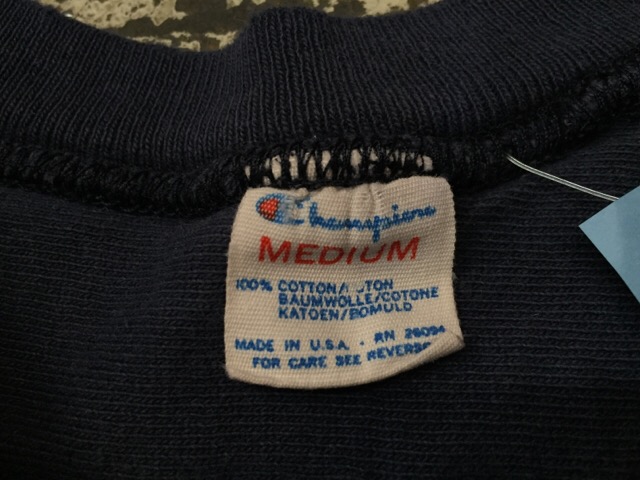 Champion
MEDIUM
100% COTTON/
BAUMWOLLE/COTONE
KATOEN/BOMULD
MADE IN U.S.A. - RN 26094
FOR CARE SEE REVERSE